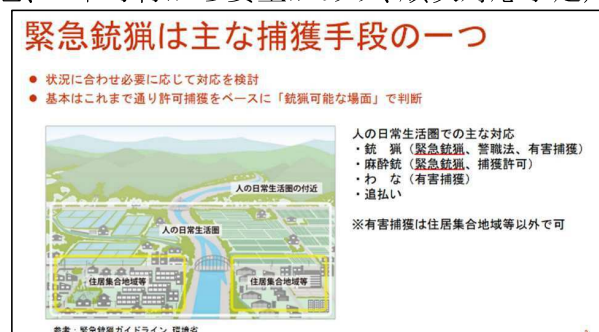 緊急銃猟は主な捕獲手段の一つ
● 状況に合わせ必要に応じて対応を検討
● 基本はこれまで通り許可捕獲をベースに「銃猟可能な場面」で判断
人の日常生活圏の付近
人の日常生活圏
住居集合地域等
住居集合地域等
人の日常生活圏での主な対応
・銃　猟（緊急銃猟、警職法、有害捕獲）
・麻酔銃（緊急銃猟、捕獲許可）
・わ　な（有害捕獲）
・追払い
※有害捕獲は住居集合地域等以外で可
参考：緊急銃猟ガイドライン 環境省